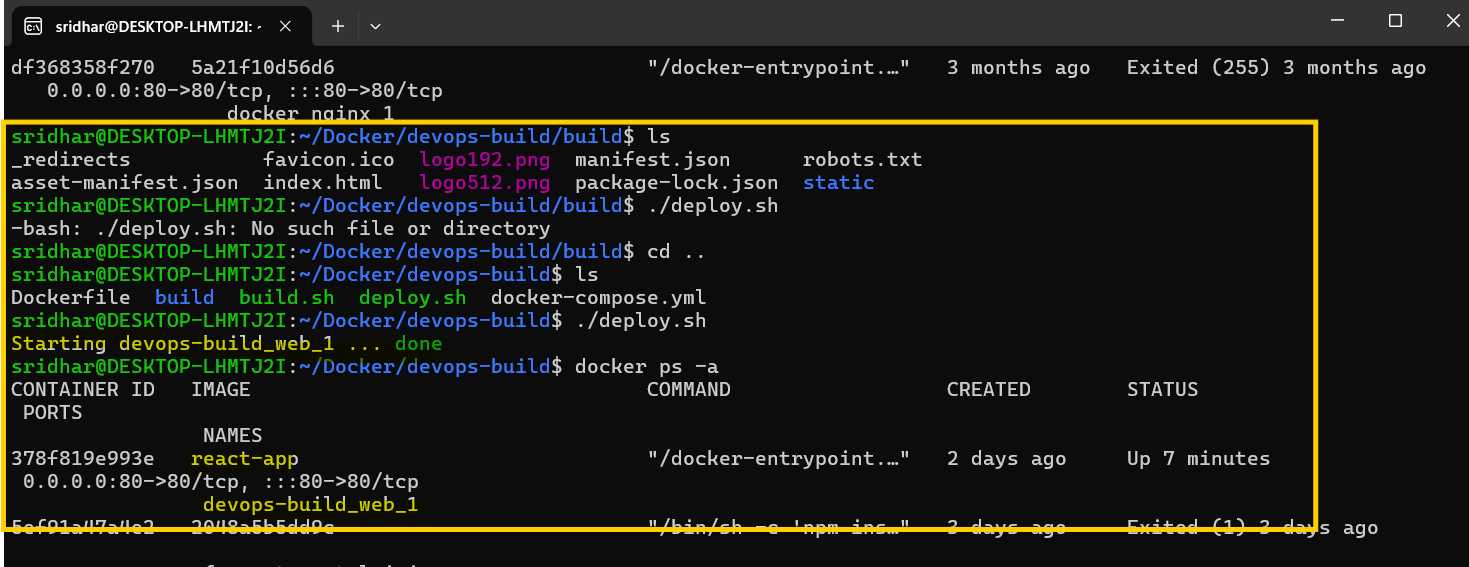 sridhar@DESKTOP-LHMTJ2I: ~
df368358f270   5a21f10d56d6                          "/docker-entrypoint.…"   3 months ago   Exited (255) 3 months ago
   0.0.0.0:80->80/tcp, :::80->80/tcp
                  docker_nginx_1
sridhar@DESKTOP-LHMTJ2I:~/Docker/devops-build/build$ ls
_redirects           favicon.ico  logo192.png  manifest.json      robots.txt
asset-manifest.json  index.html   logo512.png  package-lock.json  static
sridhar@DESKTOP-LHMTJ2I:~/Docker/devops-build/build$ ./deploy.sh
-bash: ./deploy.sh: No such file or directory
sridhar@DESKTOP-LHMTJ2I:~/Docker/devops-build/build$ cd ..
sridhar@DESKTOP-LHMTJ2I:~/Docker/devops-build$ ls
Dockerfile  build  build.sh  deploy.sh  docker-compose.yml
sridhar@DESKTOP-LHMTJ2I:~/Docker/devops-build$ ./deploy.sh
Starting devops-build_web_1 ... done
sridhar@DESKTOP-LHMTJ2I:~/Docker/devops-build$ docker ps -a
CONTAINER ID   IMAGE                                 COMMAND                  CREATED        STATUS
 PORTS
                NAMES
378f819e993e   react-app                             "/docker-entrypoint.…"   2 days ago     Up 7 minutes
 0.0.0.0:80->80/tcp, :::80->80/tcp
                devops-build_web_1
"/bin/sh -c 'npm ins…"   3 days ago     Exited (1) 3 days ago